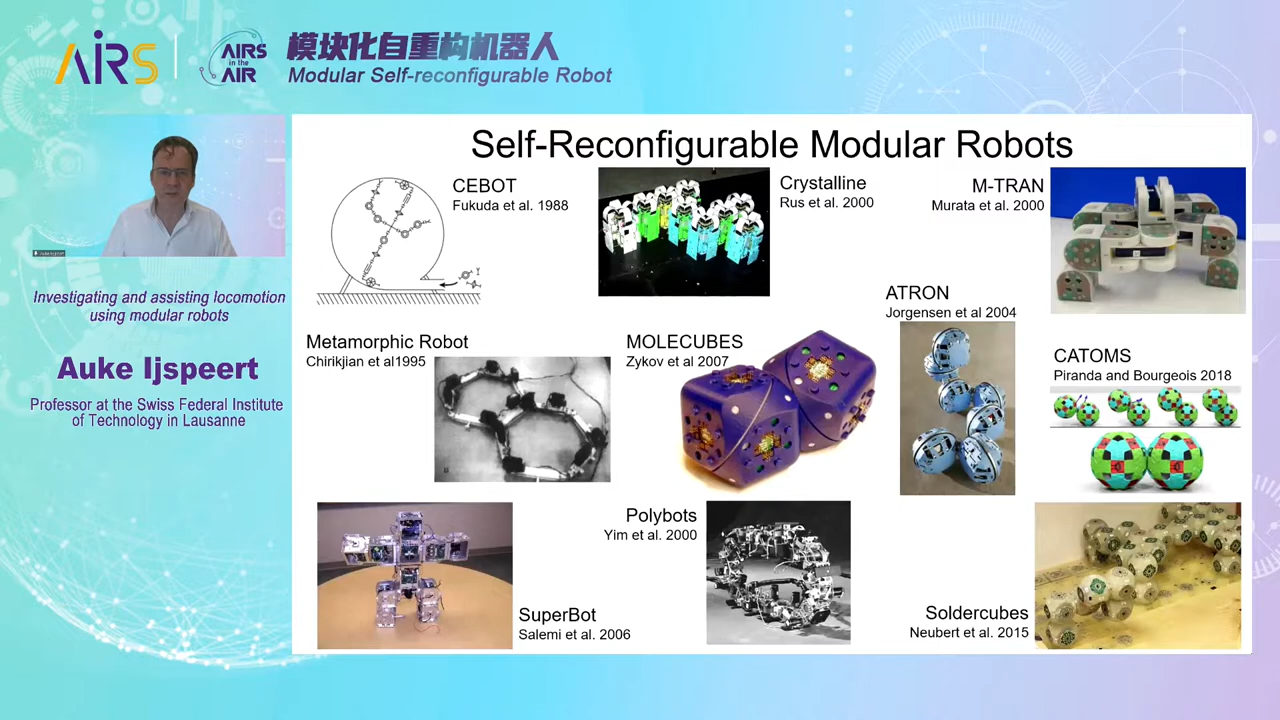 AIRS
AIRS
in the
AIR
模块化自重构机器人
Modular Self-reconfigurable Robot
Investigating and assisting locomotion
using modular robots
Auke Ijspeert
Professor at the Swiss Federal Institute
of Technology in Lausanne
Self-Reconfigurable Modular Robots
CEBOT
Fukuda et al. 1988
Crystalline
Rus et al. 2000
M-TRAN
Murata et al. 2000
ATRON
Jorgensen et al 2004
Metamorphic Robot
Chirikjian et al1995
MOLECUBES
Zykov et al 2007
CATOMS
Piranda and Bourgeois 2018
Polybots
Yim et al. 2000
SuperBot
Salemi et al. 2006
Soldercubes
Neubert et al. 2015